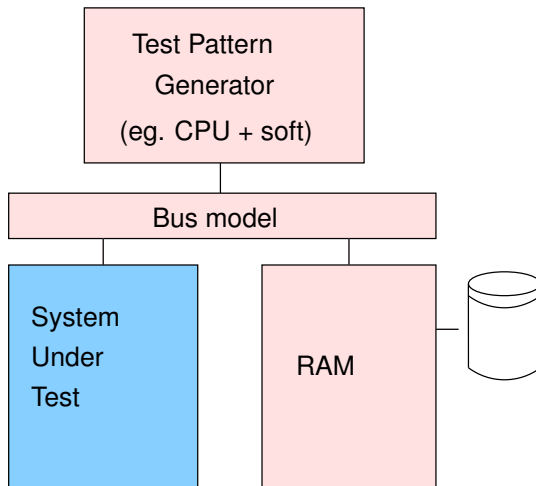 Test Pattern
Generator
(eg. CPU + soft)
Bus model
System
Under
Test
RAM